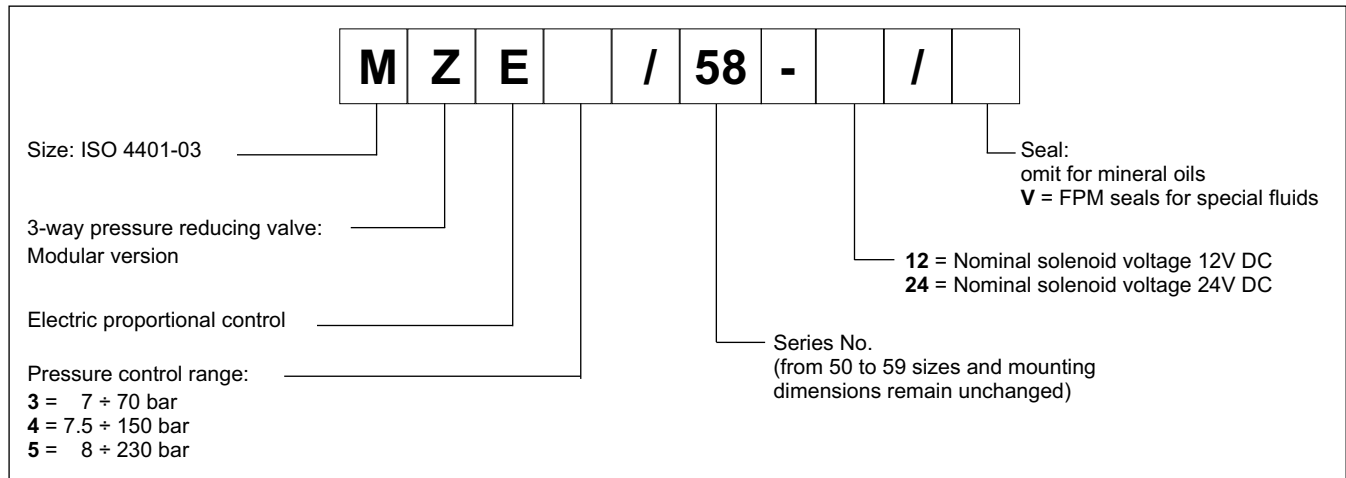 M Z E / 58 - /
Size: ISO 4401-03
3-way pressure reducing valve:
Modular version
Electric proportional control
Pressure control range:
3 = 7 ÷ 70 bar
4 = 7.5 ÷ 150 bar
5 = 8 ÷ 230 bar
Seal:
omit for mineral oils
V = FPM seals for special fluids
12 = Nominal solenoid voltage 12V DC
24 = Nominal solenoid voltage 24V DC
Series No.
(from 50 to 59 sizes and mounting
dimensions remain unchanged)